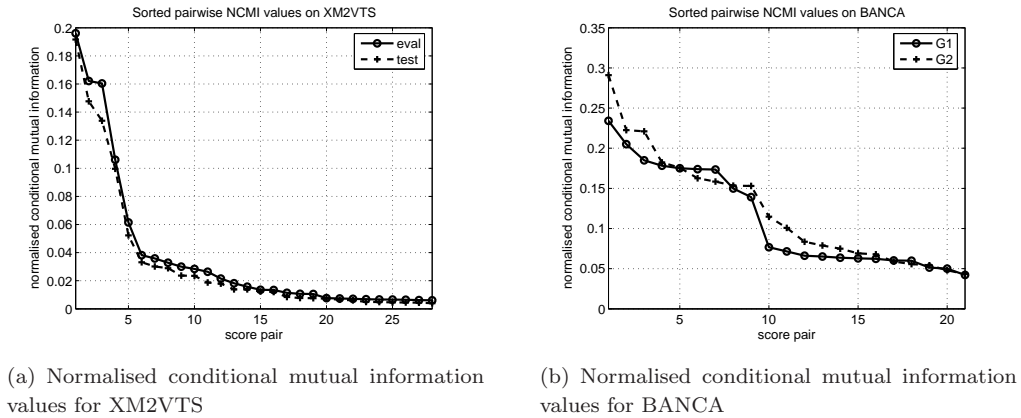 Sorted pairwise NCMI values on XM2VTS
normalised conditional mutual information
0.2
0.18
0.16
0.14
0.12
0.1
0.08
0.06
0.04
0.02
0
5
10
15
20
25
score pair
eval
test
(a) Normalised conditional mutual information
values for XM2VTS
Sorted pairwise NCMI values on BANCA
normalised conditional mutual information
0.35
0.3
0.25
0.2
0.15
0.1
0.05
0
5
10
15
20
score pair
G1
G2
(b) Normalised conditional mutual information
values for BANCA